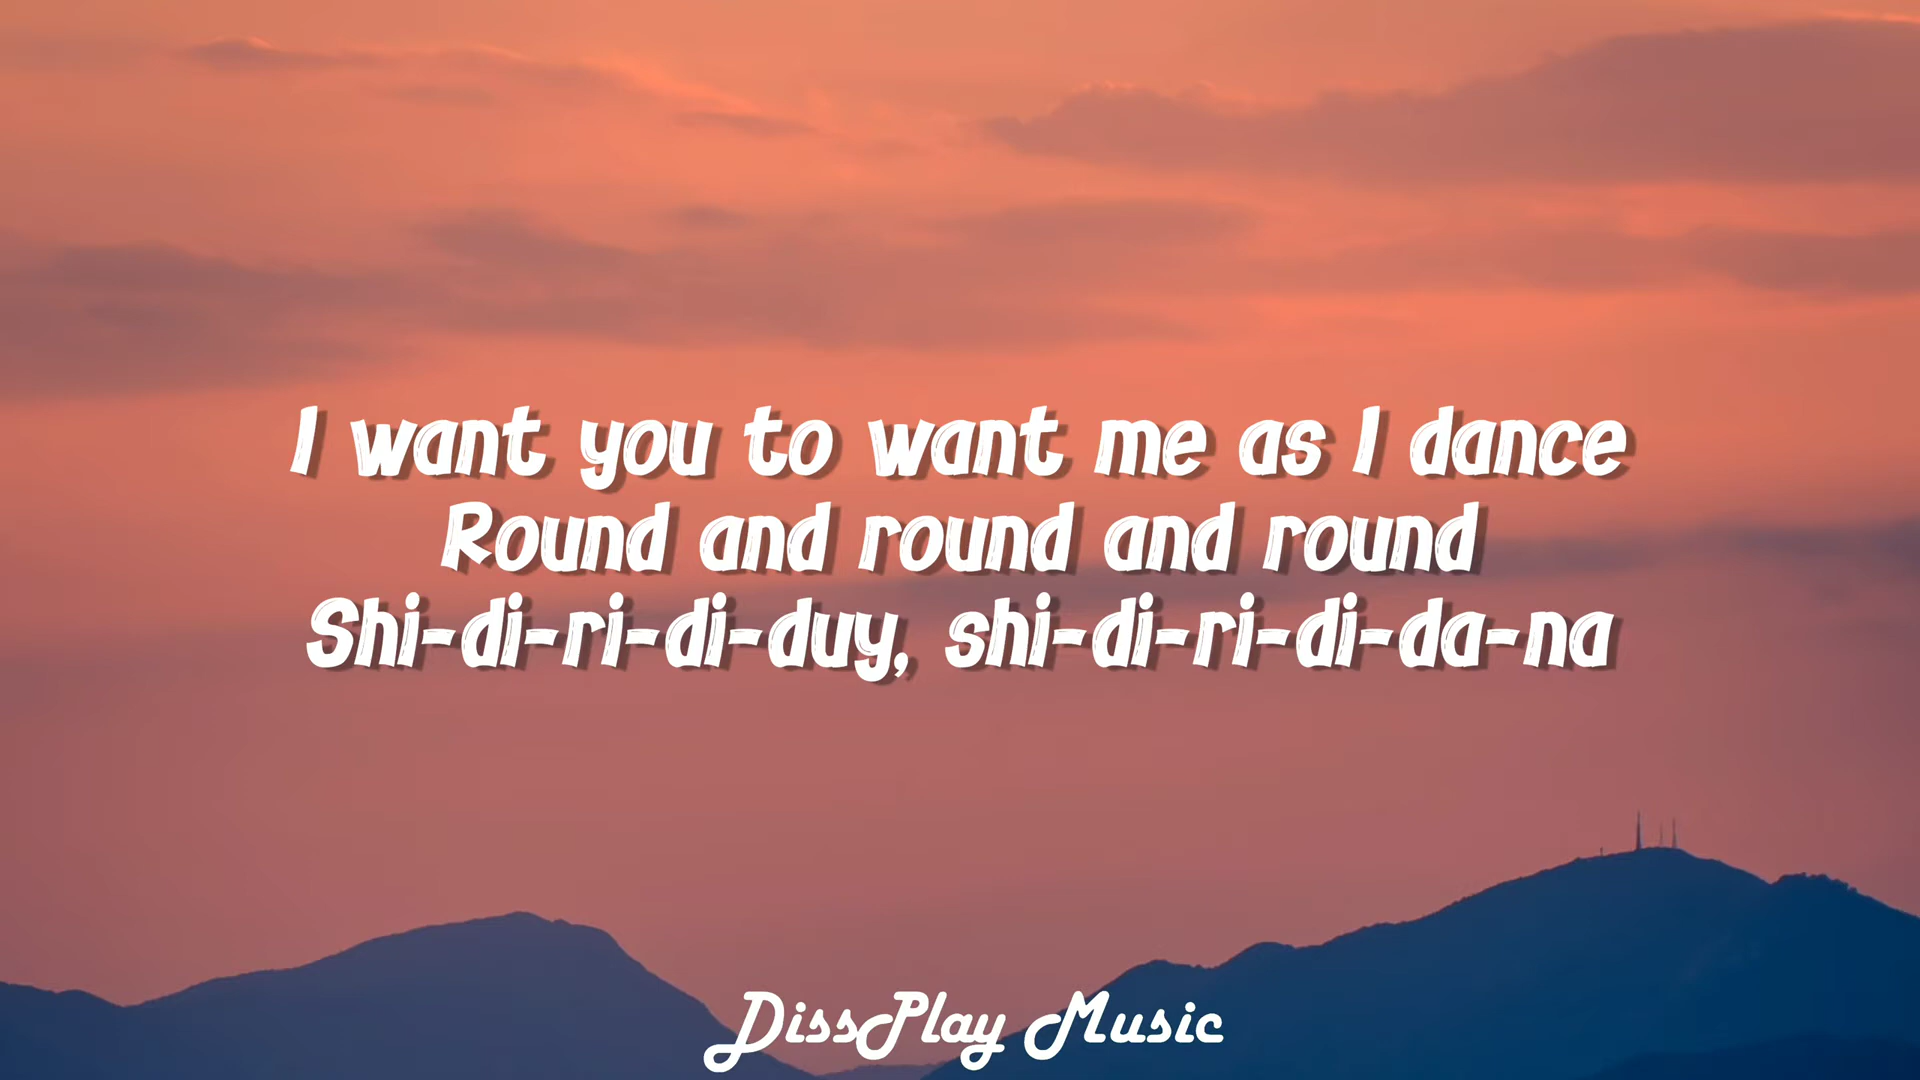 I want you to want me as I dance
Round and round and round
Shi-di-ri-di-duy, shi-di-ri-di-da-na
DissPlay Music